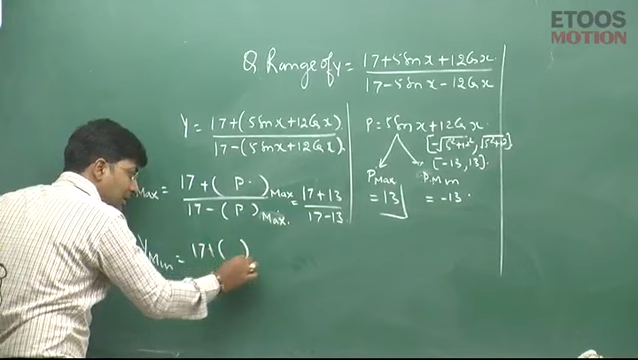 ETOOS
MOTION
Q Range of y = 17+5Sinx+12Cosx / 17-5Sinx-12Cosx
Y = 17+(5Sinx+12Cosx) / 17-(5Sinx+12Cosx)
Max = 17+(P.)Max / 17-(P)Max. = 17+13 / 17-13
YMin = 17+( )
P = 5Sinx+12Cosx.
[-√5²+12², √5²+12²]
[-13, 13].
PMax P.Min
= 13 = -13.